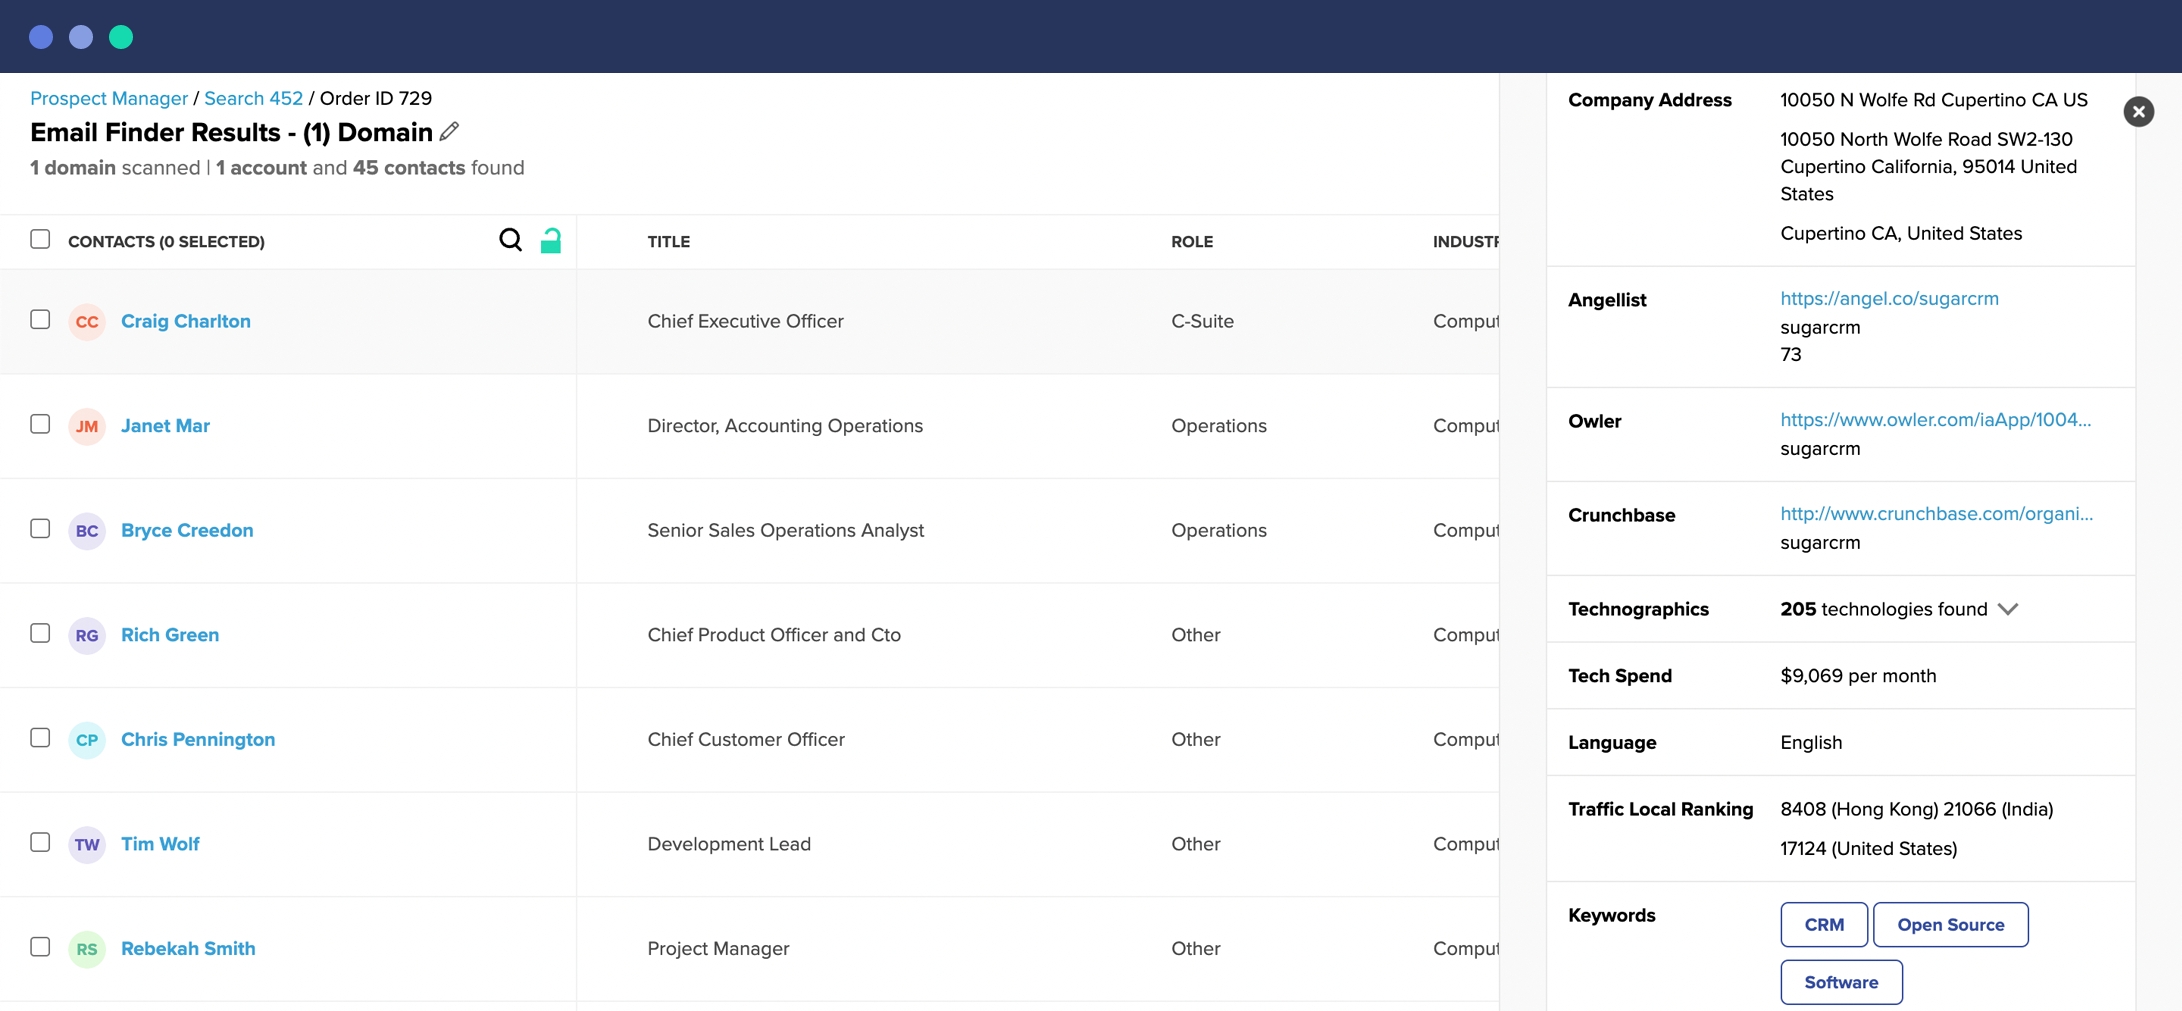 Prospect Manager / Search 452 / Order ID 729
Email Finder Results - (1) Domain
1 domain scanned | 1 account and 45 contacts found
CONTACTS (0 SELECTED) TITLE ROLE INDUSTR
CC Craig Charlton Chief Executive Officer C-Suite Comput
JM Janet Mar Director, Accounting Operations Operations Comput
BC Bryce Creedon Senior Sales Operations Analyst Operations Comput
RG Rich Green Chief Product Officer and Cto Other Comput
CP Chris Pennington Chief Customer Officer Other Comput
TW Tim Wolf Development Lead Other Comput
RS Rebekah Smith Project Manager Other Comput
Company Address 10050 N Wolfe Rd Cupertino CA US
10050 North Wolfe Road SW2-130
Cupertino California, 95014 United
States
Cupertino CA, United States
Angellist https://angel.co/sugarcrm
sugarcrm
73
Owler https://www.owler.com/iaApp/1004...
sugarcrm
Crunchbase http://www.crunchbase.com/organi...
sugarcrm
Technographics 205 technologies found
Tech Spend $9,069 per month
Language English
Traffic Local Ranking 8408 (Hong Kong) 21066 (India)
17124 (United States)
Keywords CRM Open Source
Software